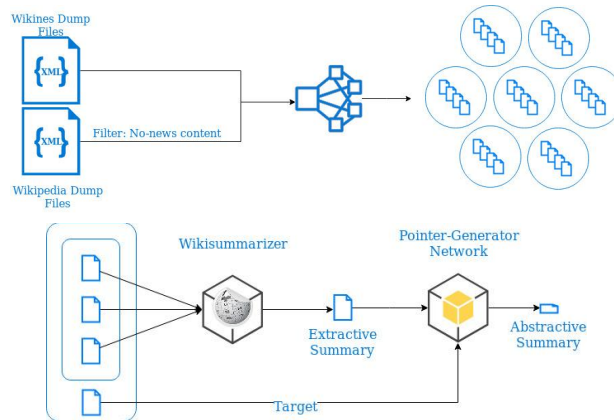 Wikines Dump
Files
{XML}
Filter: No-news content
{XML}
Wikipedia Dump
Files
Wikisummarizer
Pointer-Generator
Network
Extractive
Summary
Abstractive
Summary
Target